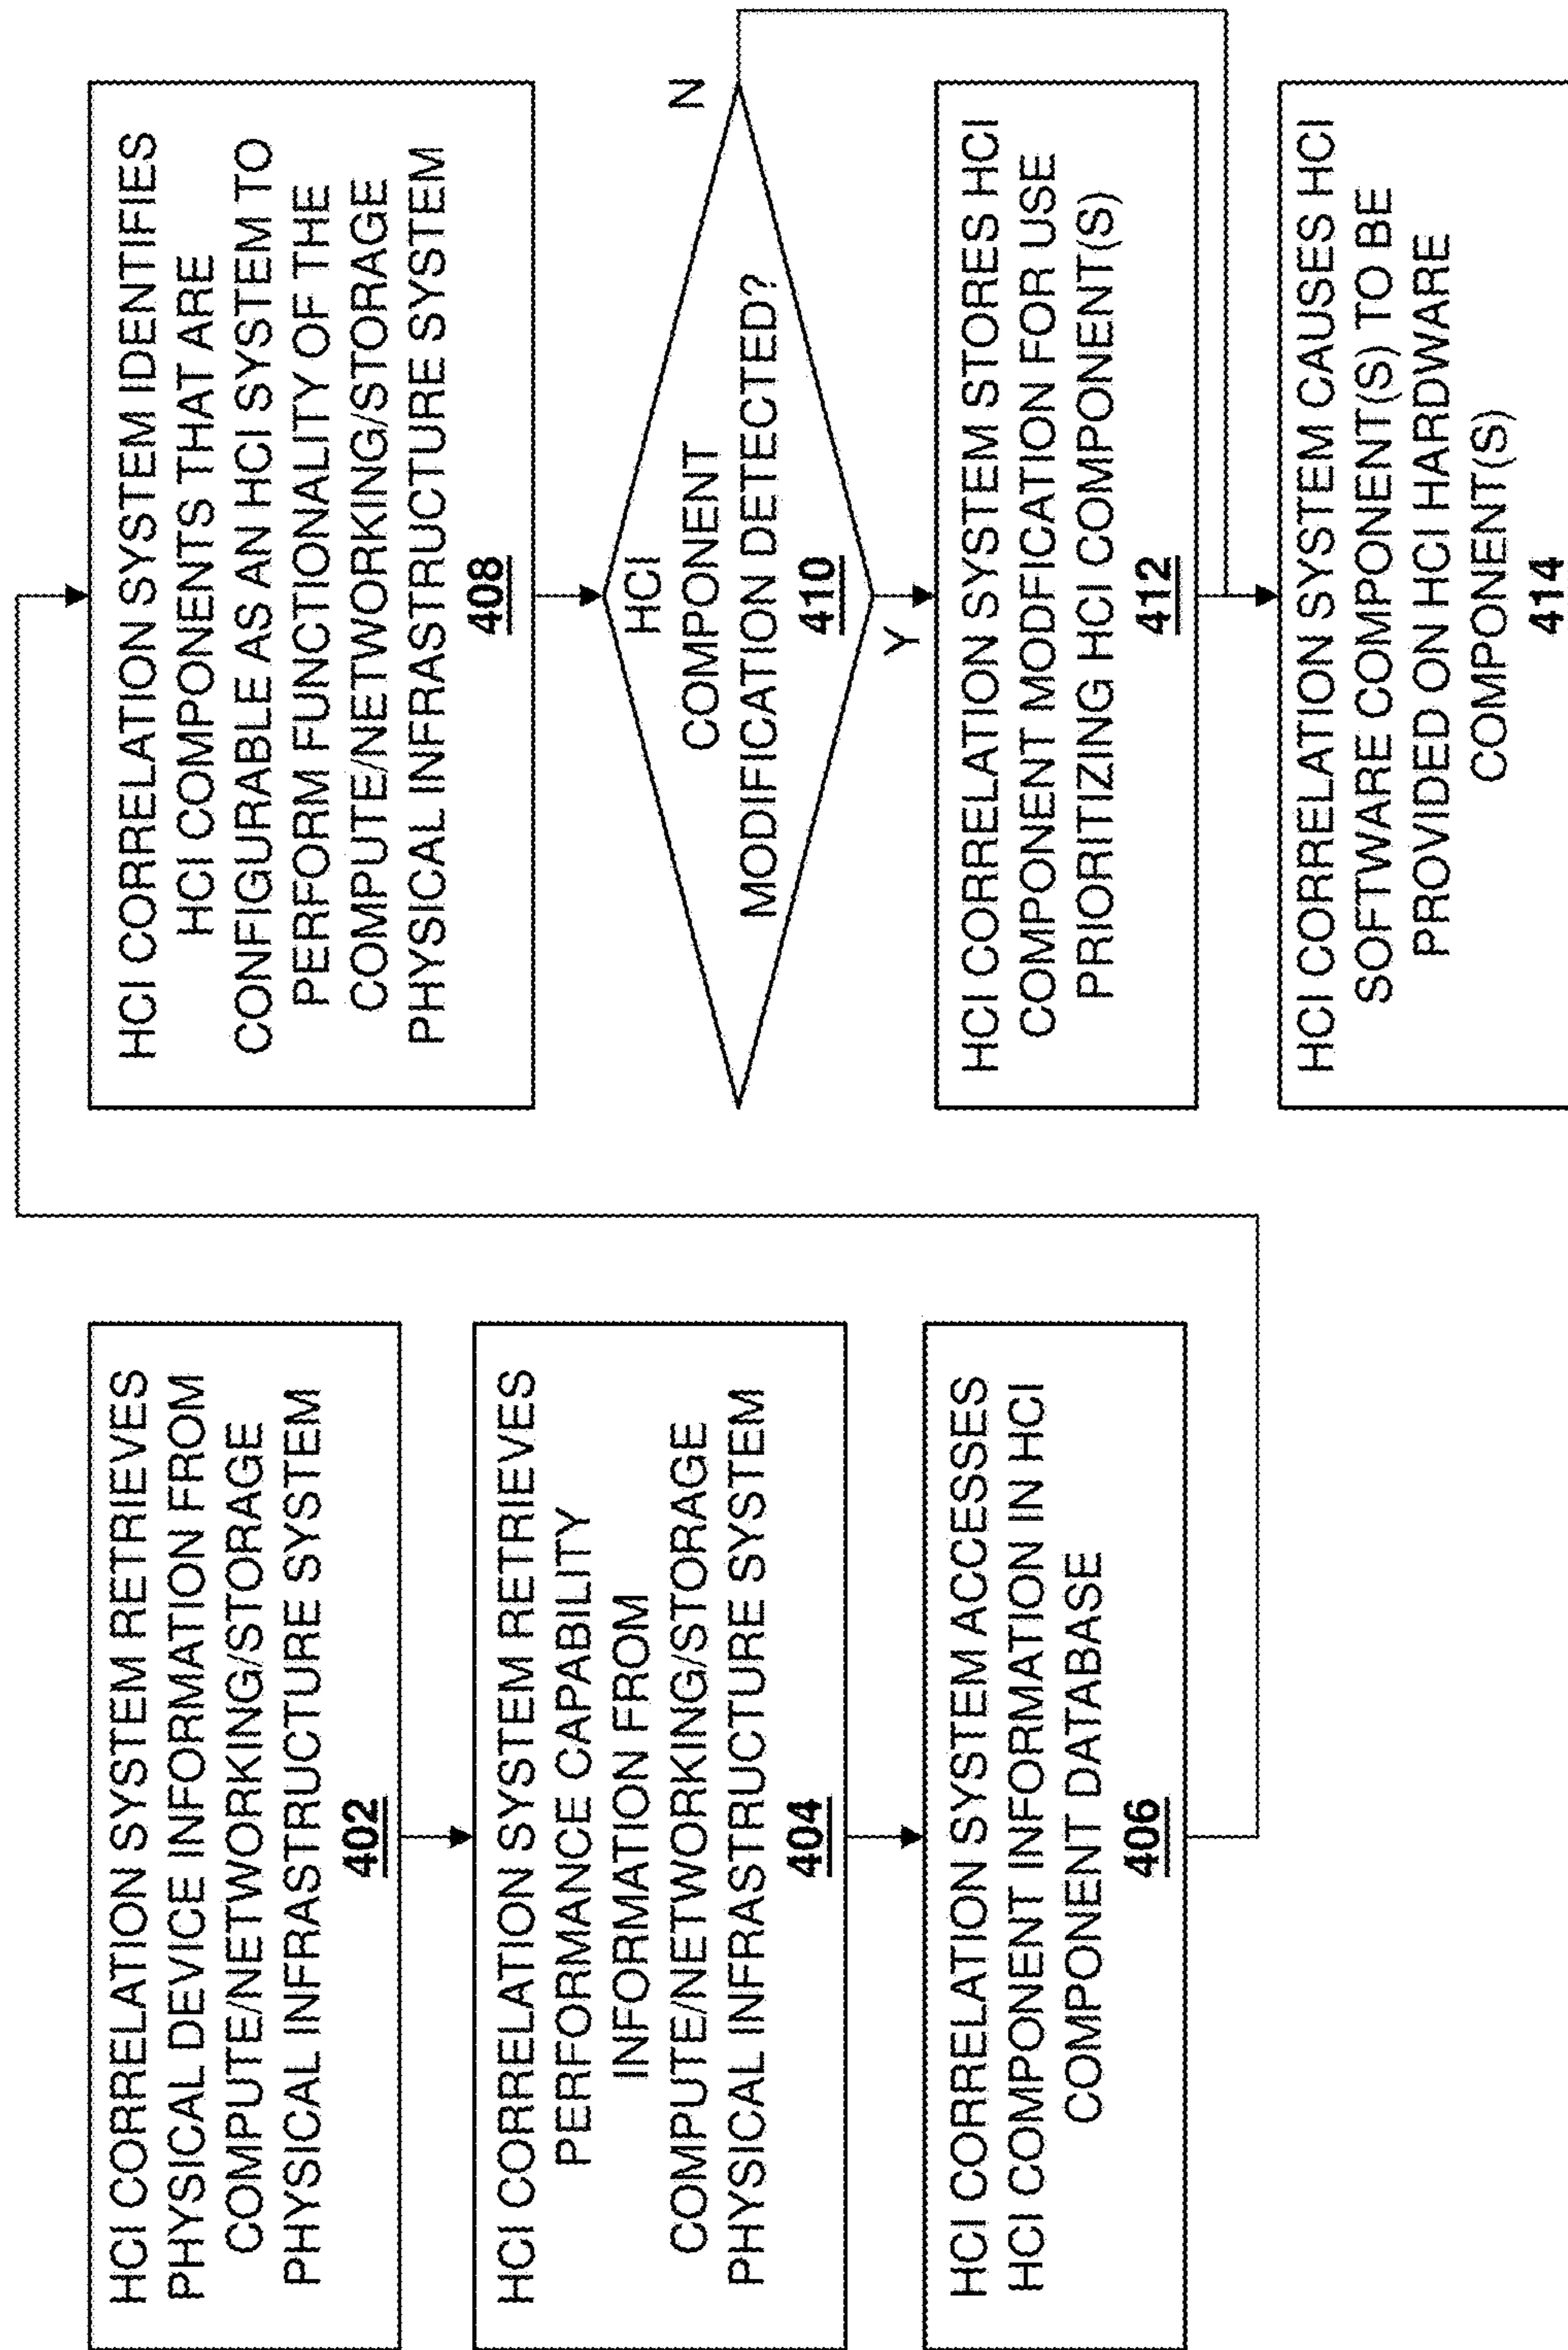 HCI CORRELATION SYSTEM RETRIEVES
PHYSICAL DEVICE INFORMATION FROM
COMPUTE/NETWORKING/STORAGE
PHYSICAL INFRASTRUCTURE SYSTEM
402
HCI CORRELATION SYSTEM RETRIEVES
PERFORMANCE CAPABILITY
INFORMATION FROM
COMPUTE/NETWORKING/STORAGE
PHYSICAL INFRASTRUCTURE SYSTEM
404
HCI CORRELATION SYSTEM ACCESSES
HCI COMPONENT INFORMATION IN HCI
COMPONENT DATABASE
406
HCI CORRELATION SYSTEM IDENTIFIES
HCI COMPONENTS THAT ARE
CONFIGURABLE AS AN HCI SYSTEM TO
PERFORM FUNCTIONALITY OF THE
COMPUTE/NETWORKING/STORAGE
PHYSICAL INFRASTRUCTURE SYSTEM
408
HCI
COMPONENT
MODIFICATION DETECTED?
410
N
Y
HCI CORRELATION SYSTEM STORES HCI
COMPONENT MODIFICATION FOR USE
PRIORITIZING HCI COMPONENT(S)
412
HCI CORRELATION SYSTEM CAUSES HCI
SOFTWARE COMPONENT(S) TO BE
PROVIDED ON HCI HARDWARE
COMPONENT(S)
414